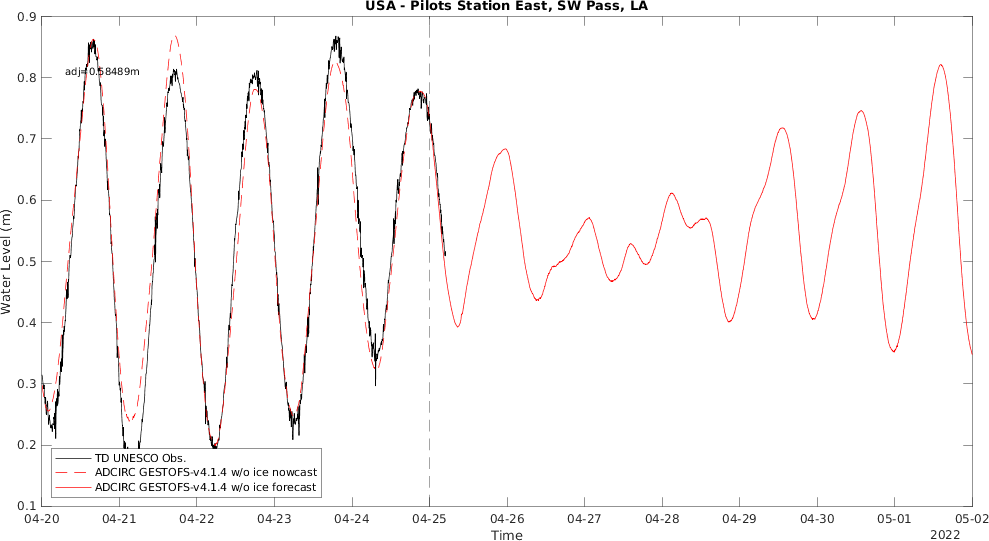 USA - Pilots Station East, SW Pass, LA
0.9
0.8
0.7
0.6
0.5
0.4
0.3
0.2
0.1
Water Level (m)
adj=0.58489m
TD UNESCO Obs.
ADCIRC GESTOFS-v4.1.4 w/o ice nowcast
ADCIRC GESTOFS-v4.1.4 w/o ice forecast
04-20 04-21 04-22 04-23 04-24 04-25 04-26 04-27 04-28 04-29 04-30 05-01 05-02
Time
2022